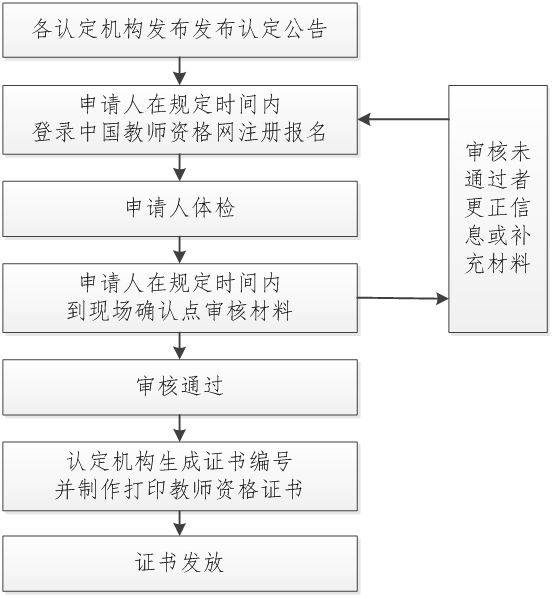 各认定机构发布发布认定公告
申请人在规定时间内
登录中国教师资格网注册报名
申请人体检
申请人在规定时间内
到现场确认点审核材料
审核通过
认定机构生成证书编号
并制作打印教师资格证书
证书发放
审核未
通过者
更正信
息或补
充材料